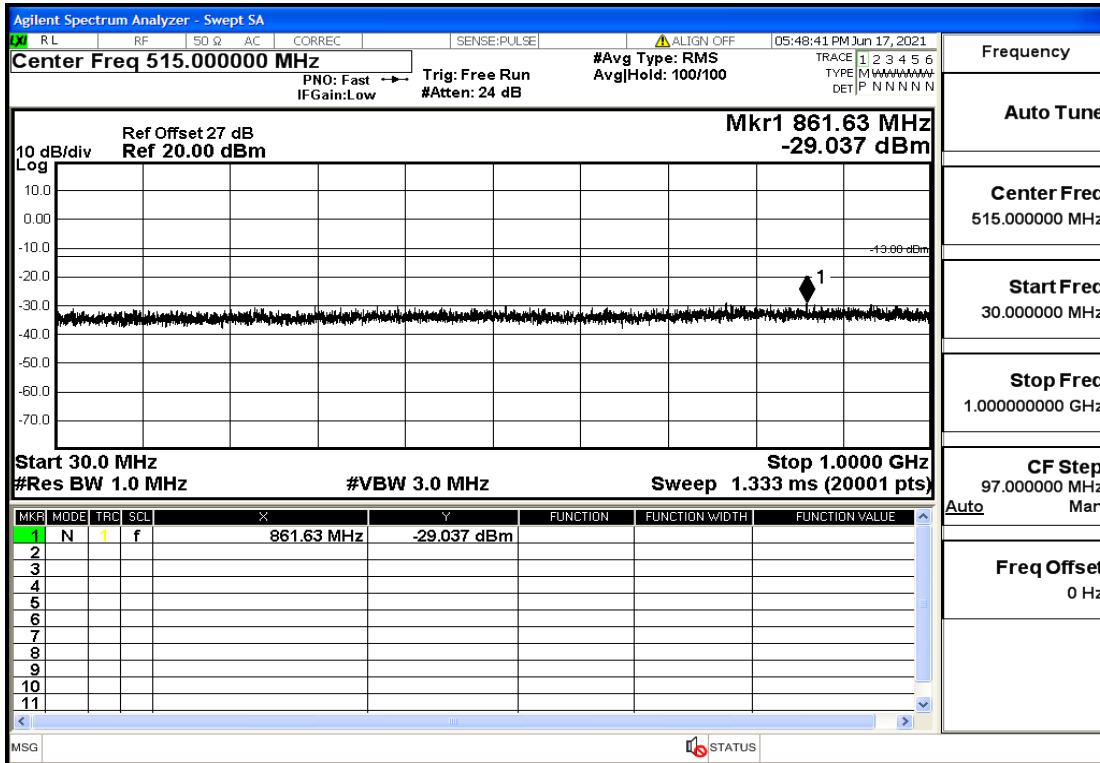 Agilent Spectrum Analyzer - Swept SA
LXI RL RF 50 Ω AC CORREC SENSE:PULSE ALIGN OFF 05:48:41 PM Jun 17, 2021
Center Freq 515.000000 MHz
PNO: Fast
IFGain:Low
Trig: Free Run
#Atten: 24 dB
#Avg Type: RMS
Avg|Hold: 100/100
TRACE 1 2 3 4 5 6
TYPE M W W W W W
DET P N N N N N
Ref Offset 27 dB
10 dB/div Ref 20.00 dBm
Log
Mkr1 861.63 MHz
-29.037 dBm
10.0
0.00
-10.0
-13.00 dBm
-20.0
1
-30.0
-40.0
-50.0
-60.0
-70.0
Start 30.0 MHz Stop 1.0000 GHz
#Res BW 1.0 MHz #VBW 3.0 MHz Sweep 1.333 ms (20001 pts)
MKR MODE TRC SCL X Y FUNCTION FUNCTION WIDTH FUNCTION VALUE
1 N 1 f 861.63 MHz -29.037 dBm
2
3
4
5
6
7
8
9
10
11
MSG STATUS
Frequency
Auto Tune
Center Freq
515.000000 MHz
Start Freq
30.000000 MHz
Stop Freq
1.000000000 GHz
CF Step
97.000000 MHz
Auto Man
Freq Offset
0 Hz